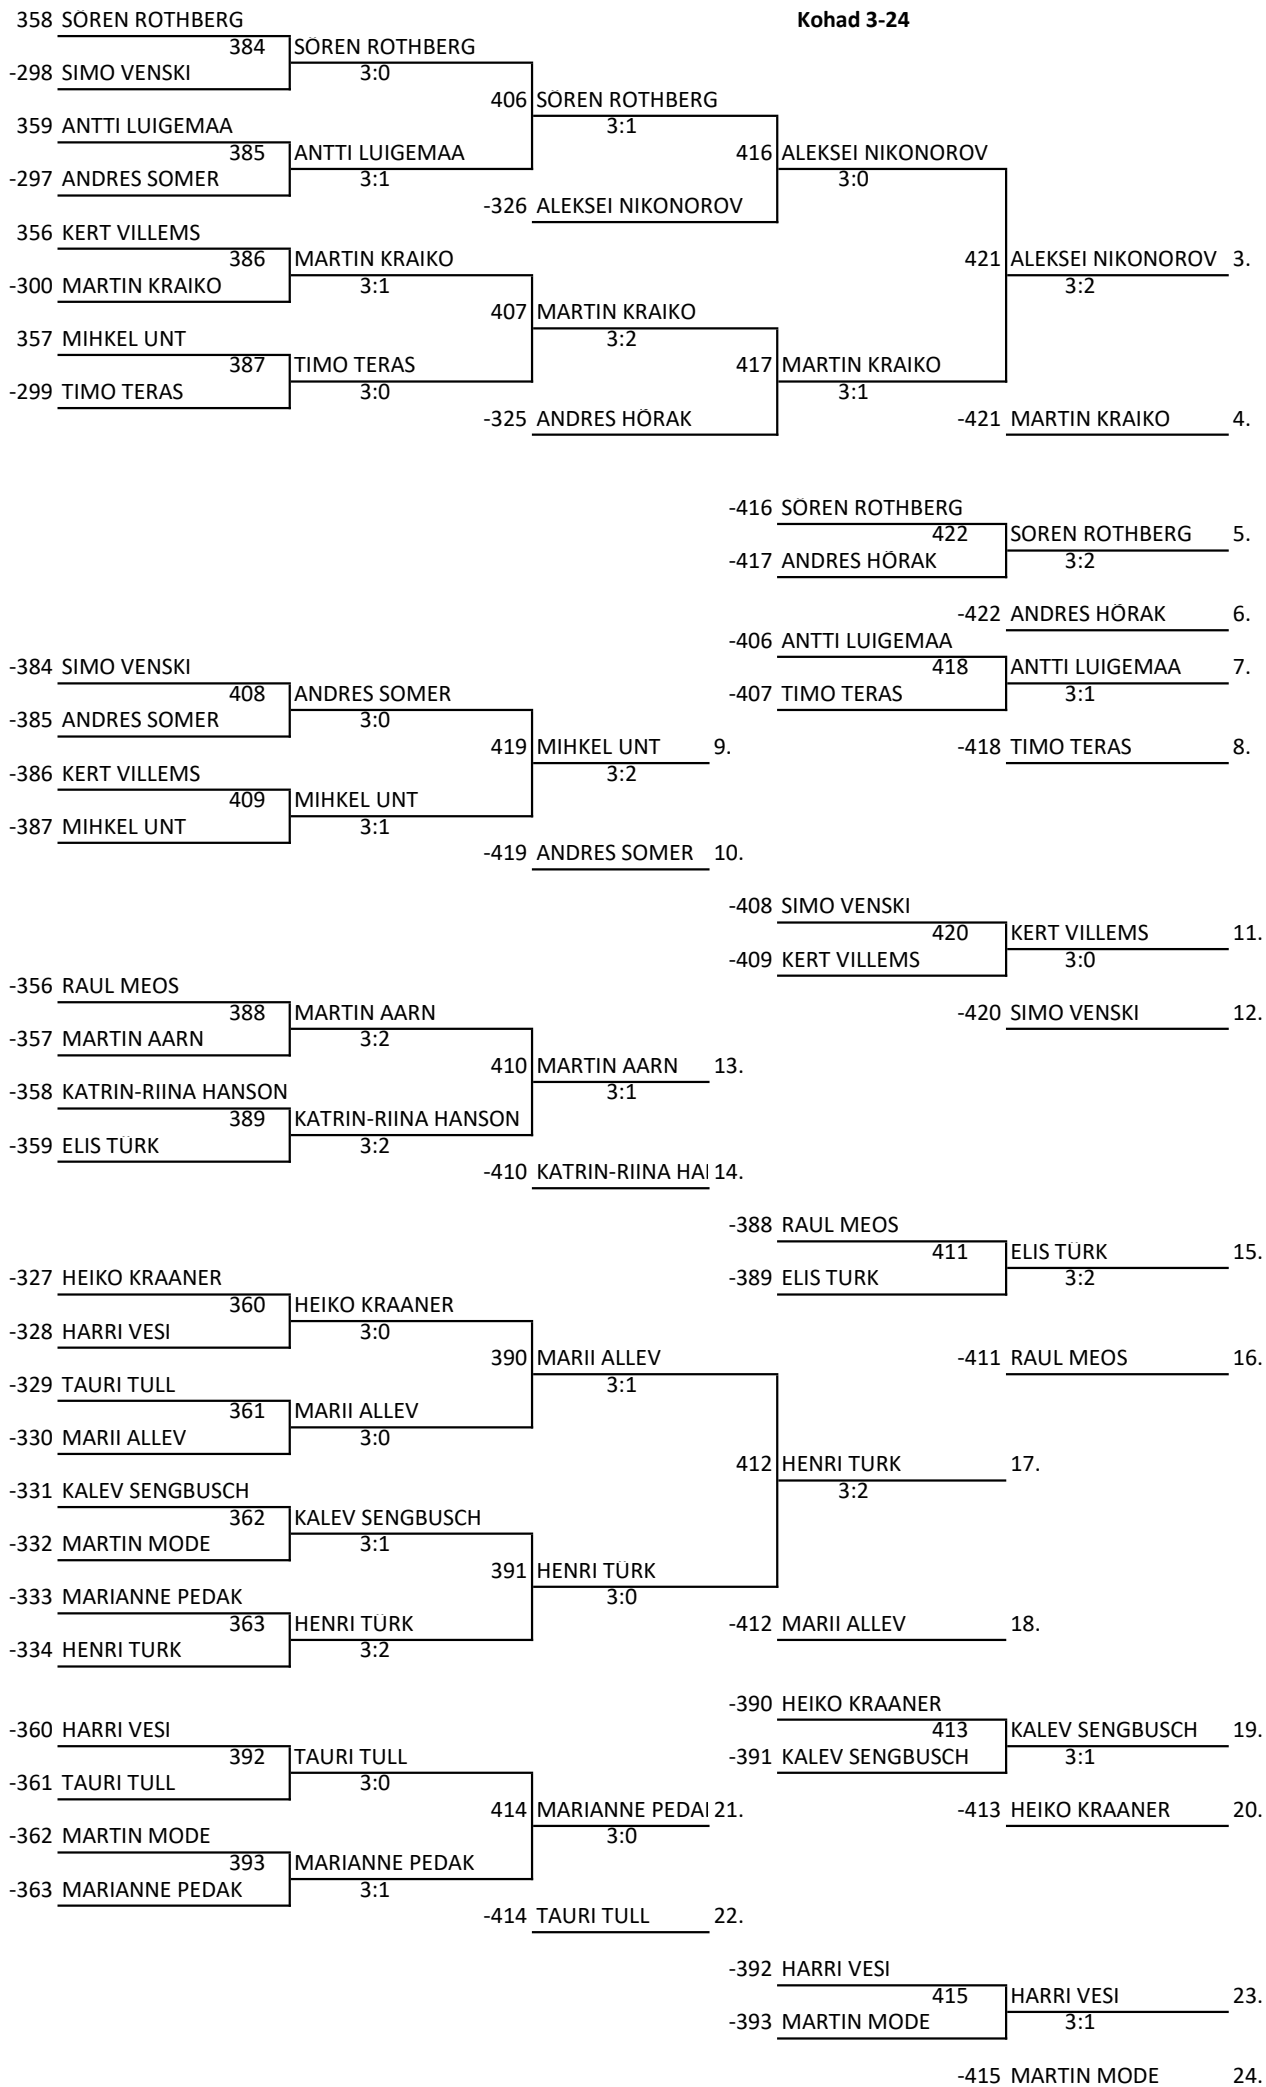 358 SÖREN ROTHBERG Kohad 3-24
384 SÖREN ROTHBERG
-298 SIMO VENSKI 3:0
406 SÖREN ROTHBERG
359 ANTTI LUIGEMAA 3:1
385 ANTTI LUIGEMAA 416 ALEKSEI NIKONOROV
-297 ANDRES SOMER 3:1 3:0
-326 ALEKSEI NIKONOROV
356 KERT VILLEMS
386 MARTIN KRAIKO 421 ALEKSEI NIKONOROV 3.
-300 MARTIN KRAIKO 3:1 3:2
407 MARTIN KRAIKO
357 MIHKEL UNT 3:2
387 TIMO TERAS 417 MARTIN KRAIKO
-299 TIMO TERAS 3:0 3:1
-325 ANDRES HÕRAK -421 MARTIN KRAIKO 4.
-416 SÖREN ROTHBERG
422 SÖREN ROTHBERG 5.
-417 ANDRES HÕRAK 3:2
-422 ANDRES HÕRAK 6.
-406 ANTTI LUIGEMAA
-384 SIMO VENSKI 418 ANTTI LUIGEMAA 7.
408 ANDRES SOMER -407 TIMO TERAS 3:1
-385 ANDRES SOMER 3:0
419 MIHKEL UNT 9. -418 TIMO TERAS 8.
-386 KERT VILLEMS 3:2
409 MIHKEL UNT
-387 MIHKEL UNT 3:1
-419 ANDRES SOMER 10.
-408 SIMO VENSKI
420 KERT VILLEMS 11.
-409 KERT VILLEMS 3:0
-356 RAUL MEOS
388 MARTIN AARN -420 SIMO VENSKI 12.
-357 MARTIN AARN 3:2
410 MARTIN AARN 13.
-358 KATRIN-RIINA HANSON 3:1
389 KATRIN-RIINA HANSON
-359 ELIS TÜRK 3:2
-410 KATRIN-RIINA HAI 14.
-388 RAUL MEOS
411 ELIS TÜRK 15.
-327 HEIKO KRAANER -389 ELIS TÜRK 3:2
360 HEIKO KRAANER
-328 HARRI VESI 3:0
390 MARII ALLEV -411 RAUL MEOS 16.
-329 TAURI TULL 3:1
361 MARII ALLEV
-330 MARII ALLEV 3:0
412 HENRI TÜRK 17.
-331 KALEV SENGBUSCH 3:2
362 KALEV SENGBUSCH
-332 MARTIN MODE 3:1
391 HENRI TÜRK
-333 MARIANNE PEDAK 3:0
363 HENRI TÜRK -412 MARII ALLEV 18.
-334 HENRI TÜRK 3:2
-390 HEIKO KRAANER
-360 HARRI VESI 413 KALEV SENGBUSCH 19.
392 TAURI TULL -391 KALEV SENGBUSCH 3:1
-361 TAURI TULL 3:0
414 MARIANNE PEDAI 21. -413 HEIKO KRAANER 20.
-362 MARTIN MODE 3:0
393 MARIANNE PEDAK
-363 MARIANNE PEDAK 3:1
-414 TAURI TULL 22.
-392 HARRI VESI
415 HARRI VESI 23.
-393 MARTIN MODE 3:1
-415 MARTIN MODE 24.